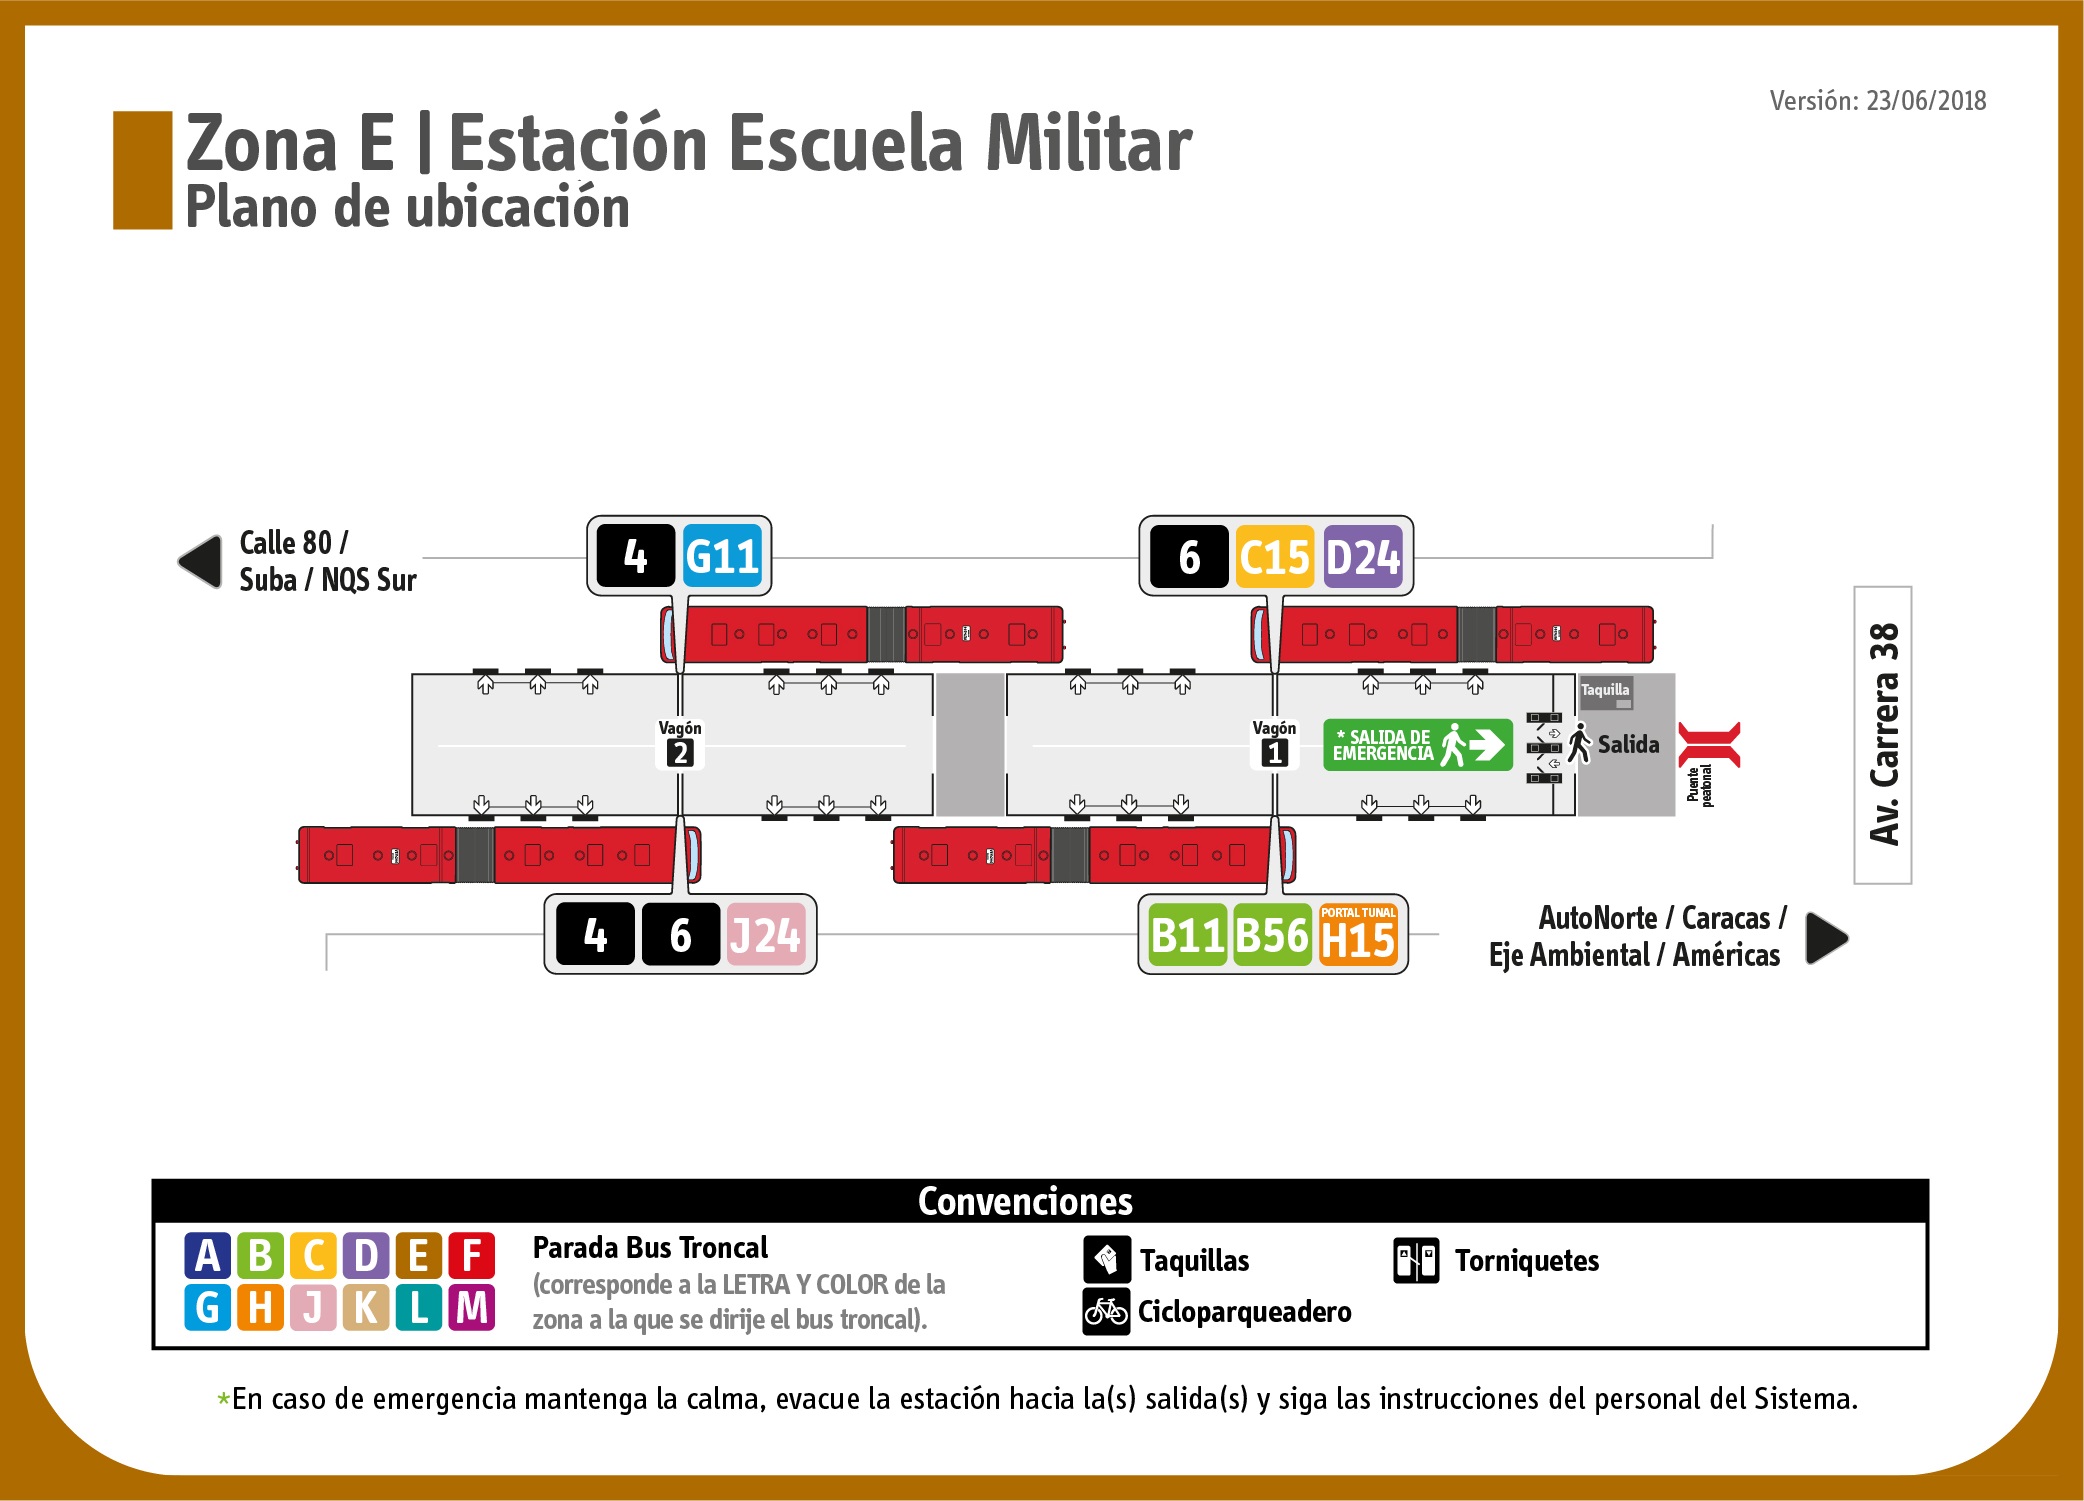 Versión: 23/06/2018
Zona E | Estación Escuela Militar
Plano de ubicación
Calle 80 /
Suba / NQS Sur
4 G11
6 C15 D24
Av. Carrera 38
Taquilla
Vagón
2
Vagón
1
* SALIDA DE
EMERGENCIA
Salida
Puente
peatonal
4 6 J24
PORTAL TUNAL
B11 B56 H15
AutoNorte / Caracas /
Eje Ambiental / Américas
Convenciones
A B C D E F
G H J K L M
Parada Bus Troncal
(corresponde a la LETRA Y COLOR de la
zona a la que se dirije el bus troncal).
Taquillas
Torniquetes
Cicloparqueadero
*En caso de emergencia mantenga la calma, evacue la estación hacia la(s) salida(s) y siga las instrucciones del personal del Sistema.